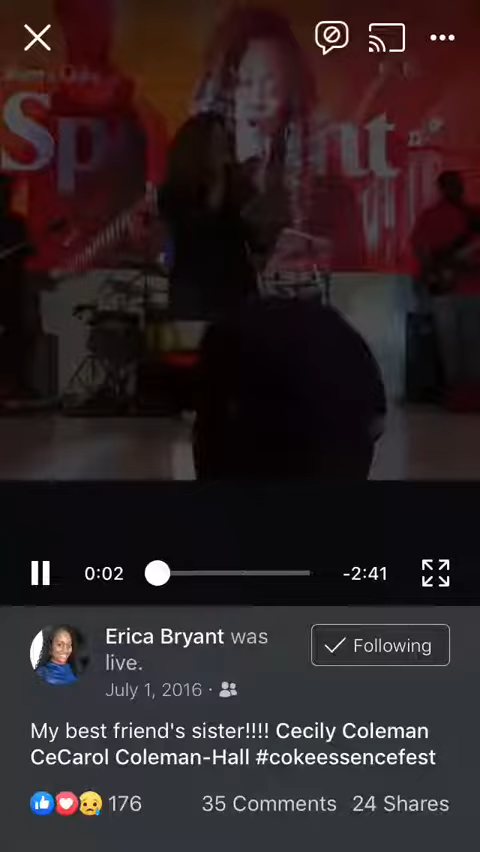 0:02
-2:41
Erica Bryant was
live.
Following
July 1, 2016 ·
My best friend's sister!!!! Cecily Coleman
CeCarol Coleman-Hall #cokeessencefest
176
35 Comments
24 Shares